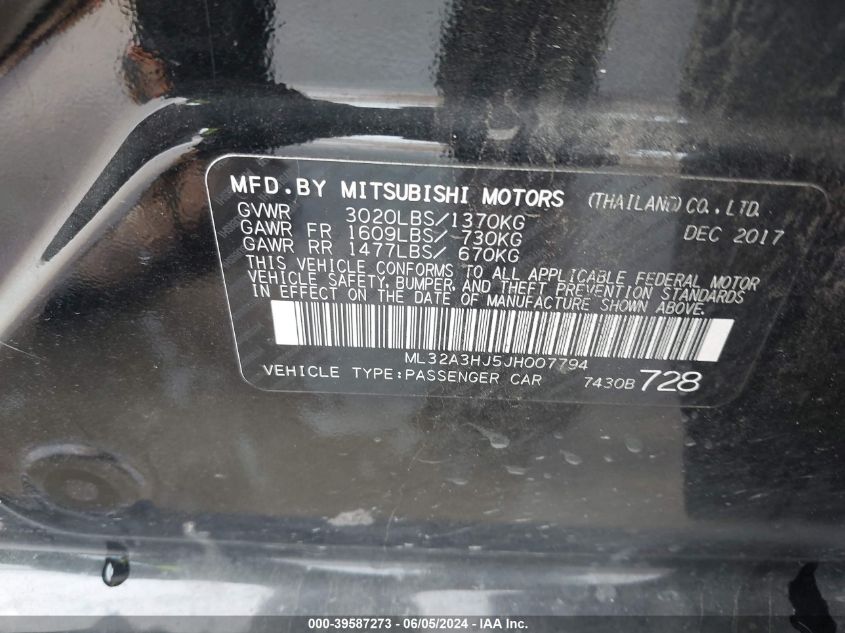 MFD.BY MITSUBISHI MOTORS (THAILAND) CO., LTD.
GVWR 3020LBS/1370KG DEC 2017
GAWR FR 1609LBS/ 730KG
GAWR RR 1477LBS/ 670KG
THIS VEHICLE CONFORMS TO ALL APPLICABLE FEDERAL MOTOR
VEHICLE SAFETY, BUMPER, AND THEFT PREVENTION STANDARDS
IN EFFECT ON THE DATE OF MANUFACTURE SHOWN ABOVE.
ML32A3HJ5JH007794
VEHICLE TYPE:PASSENGER CAR 7430B 728
000-39587273 - 06/05/2024 - IAAI.COM